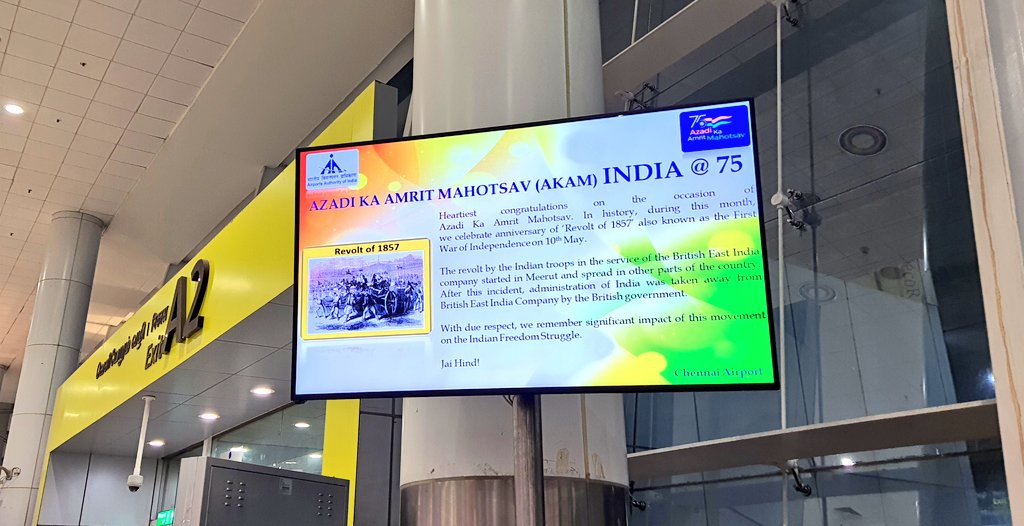 भारतीय विमानपत्तन प्राधिकरण
Airports Authority of India
75
Azadi Ka
Amrit Mahotsav
AZADI KA AMRIT MAHOTSAV (AKAM) INDIA @ 75
Heartiest congratulations on the occasion of
Azadi Ka Amrit Mahotsav. In history, during this month,
we celebrate anniversary of 'Revolt of 1857' also known as the First
War of Independence on 10th May.
Revolt of 1857
The revolt by the Indian troops in the service of the British East India
company started in Meerut and spread in other parts of the country.
After this incident, administration of India was taken away from
British East India Company by the British government.
With due respect, we remember significant impact of this movement
on the Indian Freedom Struggle.
Jai Hind!
Chennai Airport
Exit A2